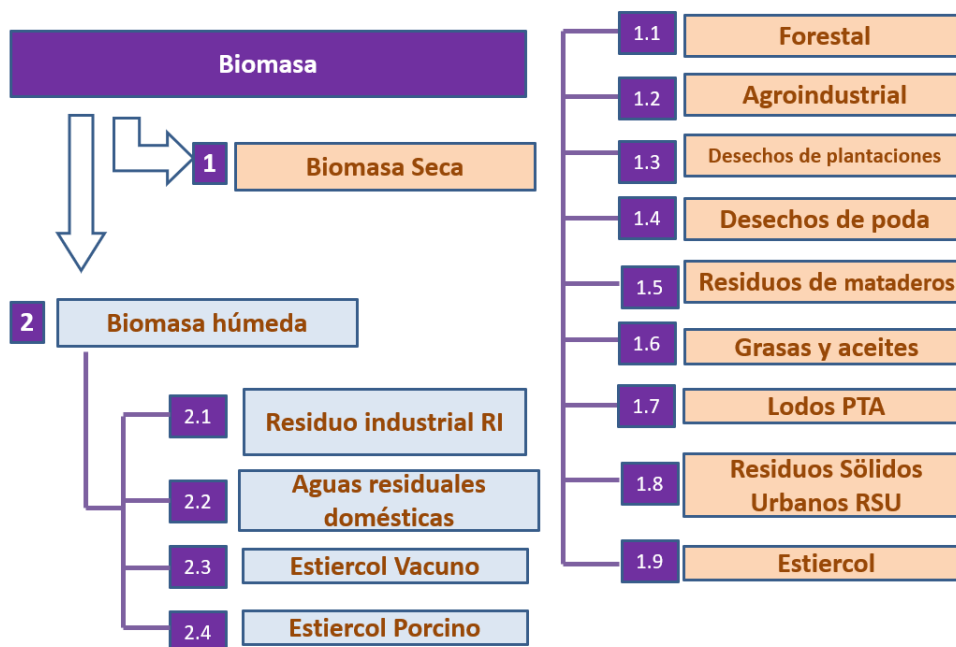 Biomasa
1
Biomasa Seca
1.1
Forestal
1.2
Agroindustrial
1.3
Desechos de plantaciones
1.4
Desechos de poda
1.5
Residuos de mataderos
1.6
Grasas y aceites
1.7
Lodos PTA
1.8
Residuos Sölidos
Urbanos RSU
1.9
Estiercol
2
Biomasa húmeda
2.1
Residuo industrial RI
2.2
Aguas residuales
domésticas
2.3
Estiercol Vacuno
2.4
Estiercol Porcino